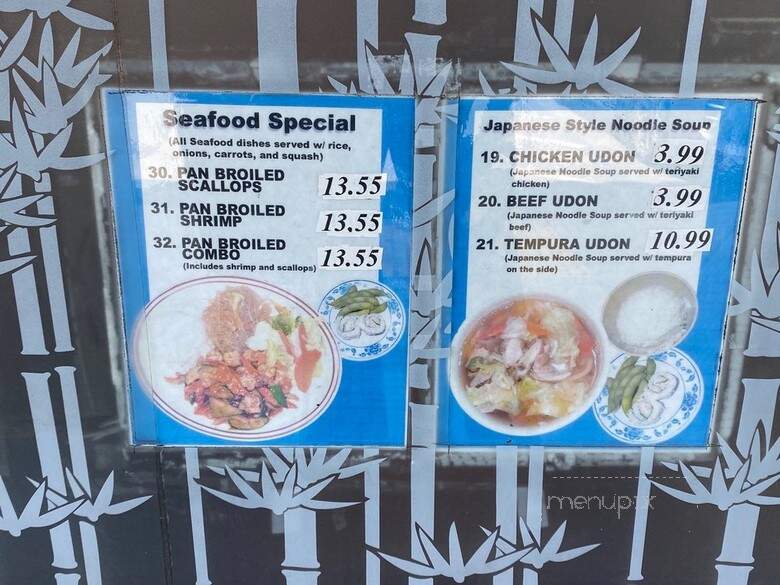 Seafood Special
(All Seafood dishes served w/ rice,
onions, carrots, and squash)
30. PAN BROILED
SCALLOPS 13.55
31. PAN BROILED
SHRIMP 13.55
32. PAN BROILED
COMBO 13.55
(Includes shrimp and scallops)
Japanese Style Noodle Soup
19. CHICKEN UDON 3.99
(Japanese Noodle Soup served w/ teriyaki
chicken)
20. BEEF UDON 3.99
(Japanese Noodle Soup served w/ teriyaki
beef)
21. TEMPURA UDON 10.99
(Japanese Noodle Soup served w/ tempura
on the side)
menupix